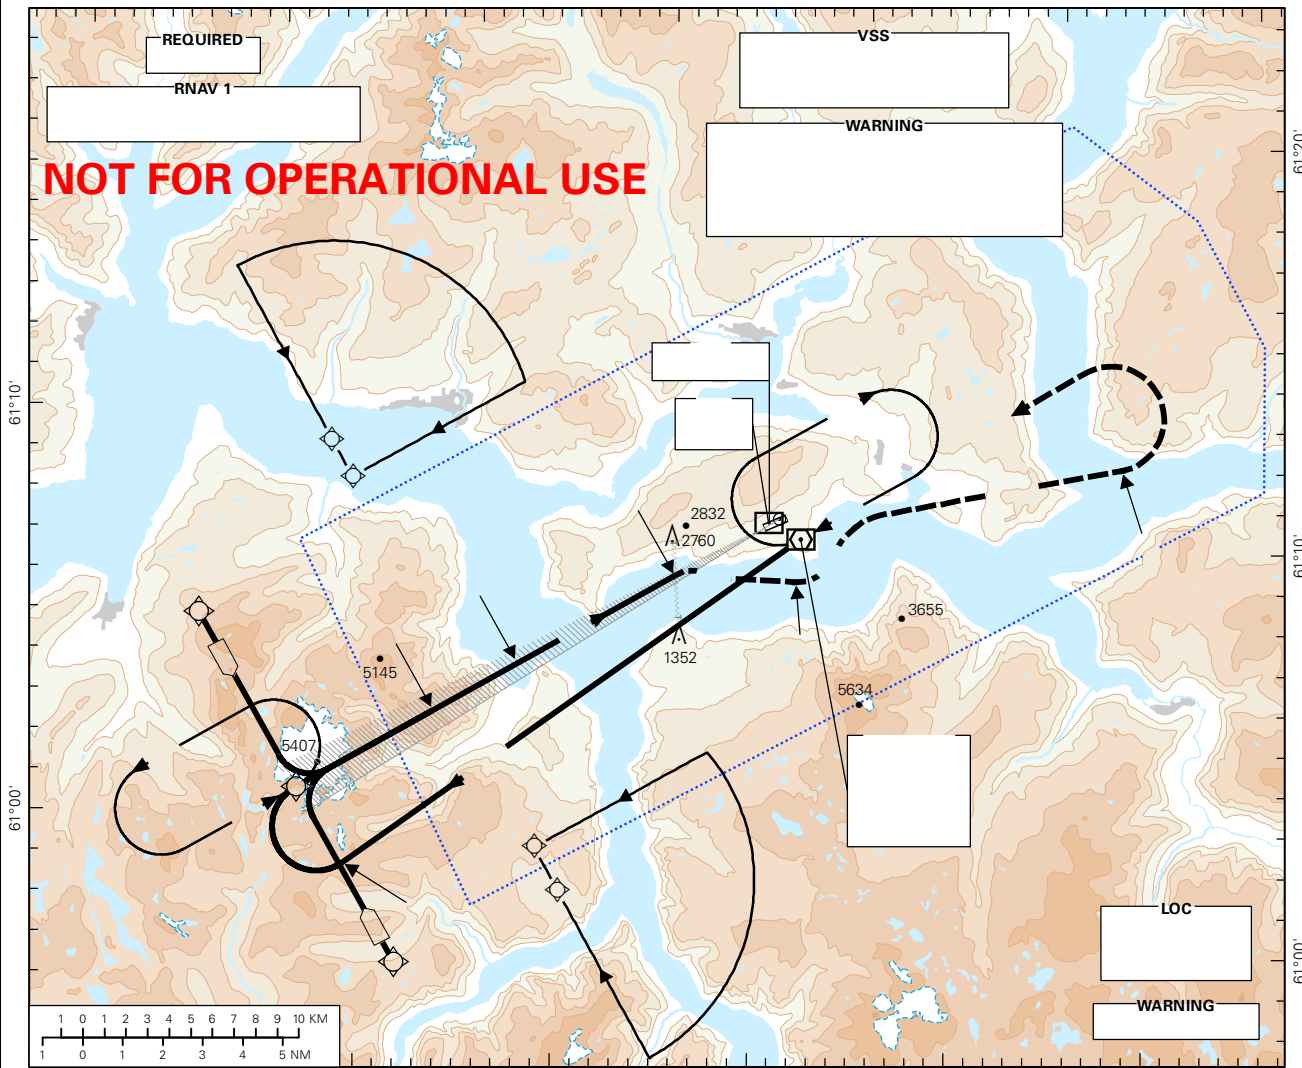 REQUIRED
VSS
RNAV 1
WARNING
61°20'
NOT FOR OPERATIONAL USE
61°10'
2832
2760
61°10'
3655
1352
5145
5634
5407
61°00'
LOC
61°00'
WARNING
1 0 1 2 3 4 5 6 7 8 9 10 KM
1 0 1 2 3 4 5 NM